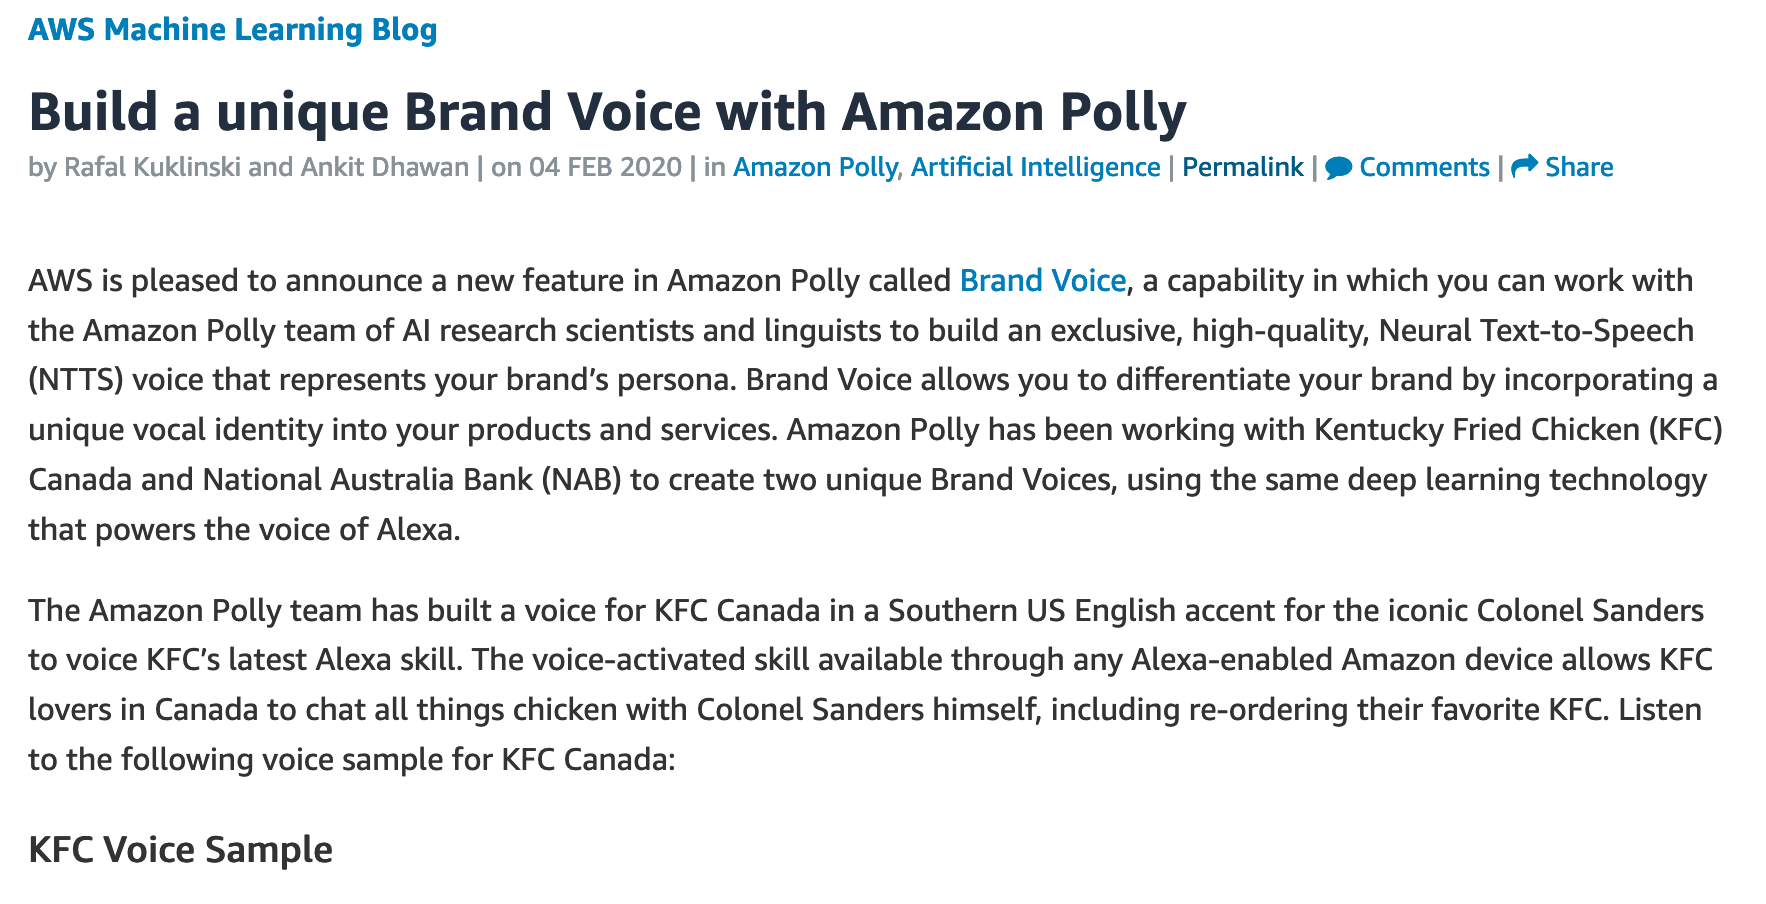 AWS Machine Learning Blog
Build a unique Brand Voice with Amazon Polly
by Rafal Kuklinski and Ankit Dhawan | on 04 FEB 2020 | in Amazon Polly, Artificial Intelligence | Permalink | Comments | Share
AWS is pleased to announce a new feature in Amazon Polly called Brand Voice, a capability in which you can work with
the Amazon Polly team of AI research scientists and linguists to build an exclusive, high-quality, Neural Text-to-Speech
(NTTS) voice that represents your brand’s persona. Brand Voice allows you to differentiate your brand by incorporating a
unique vocal identity into your products and services. Amazon Polly has been working with Kentucky Fried Chicken (KFC)
Canada and National Australia Bank (NAB) to create two unique Brand Voices, using the same deep learning technology
that powers the voice of Alexa.
The Amazon Polly team has built a voice for KFC Canada in a Southern US English accent for the iconic Colonel Sanders
to voice KFC’s latest Alexa skill. The voice-activated skill available through any Alexa-enabled Amazon device allows KFC
lovers in Canada to chat all things chicken with Colonel Sanders himself, including re-ordering their favorite KFC. Listen
to the following voice sample for KFC Canada:
KFC Voice Sample